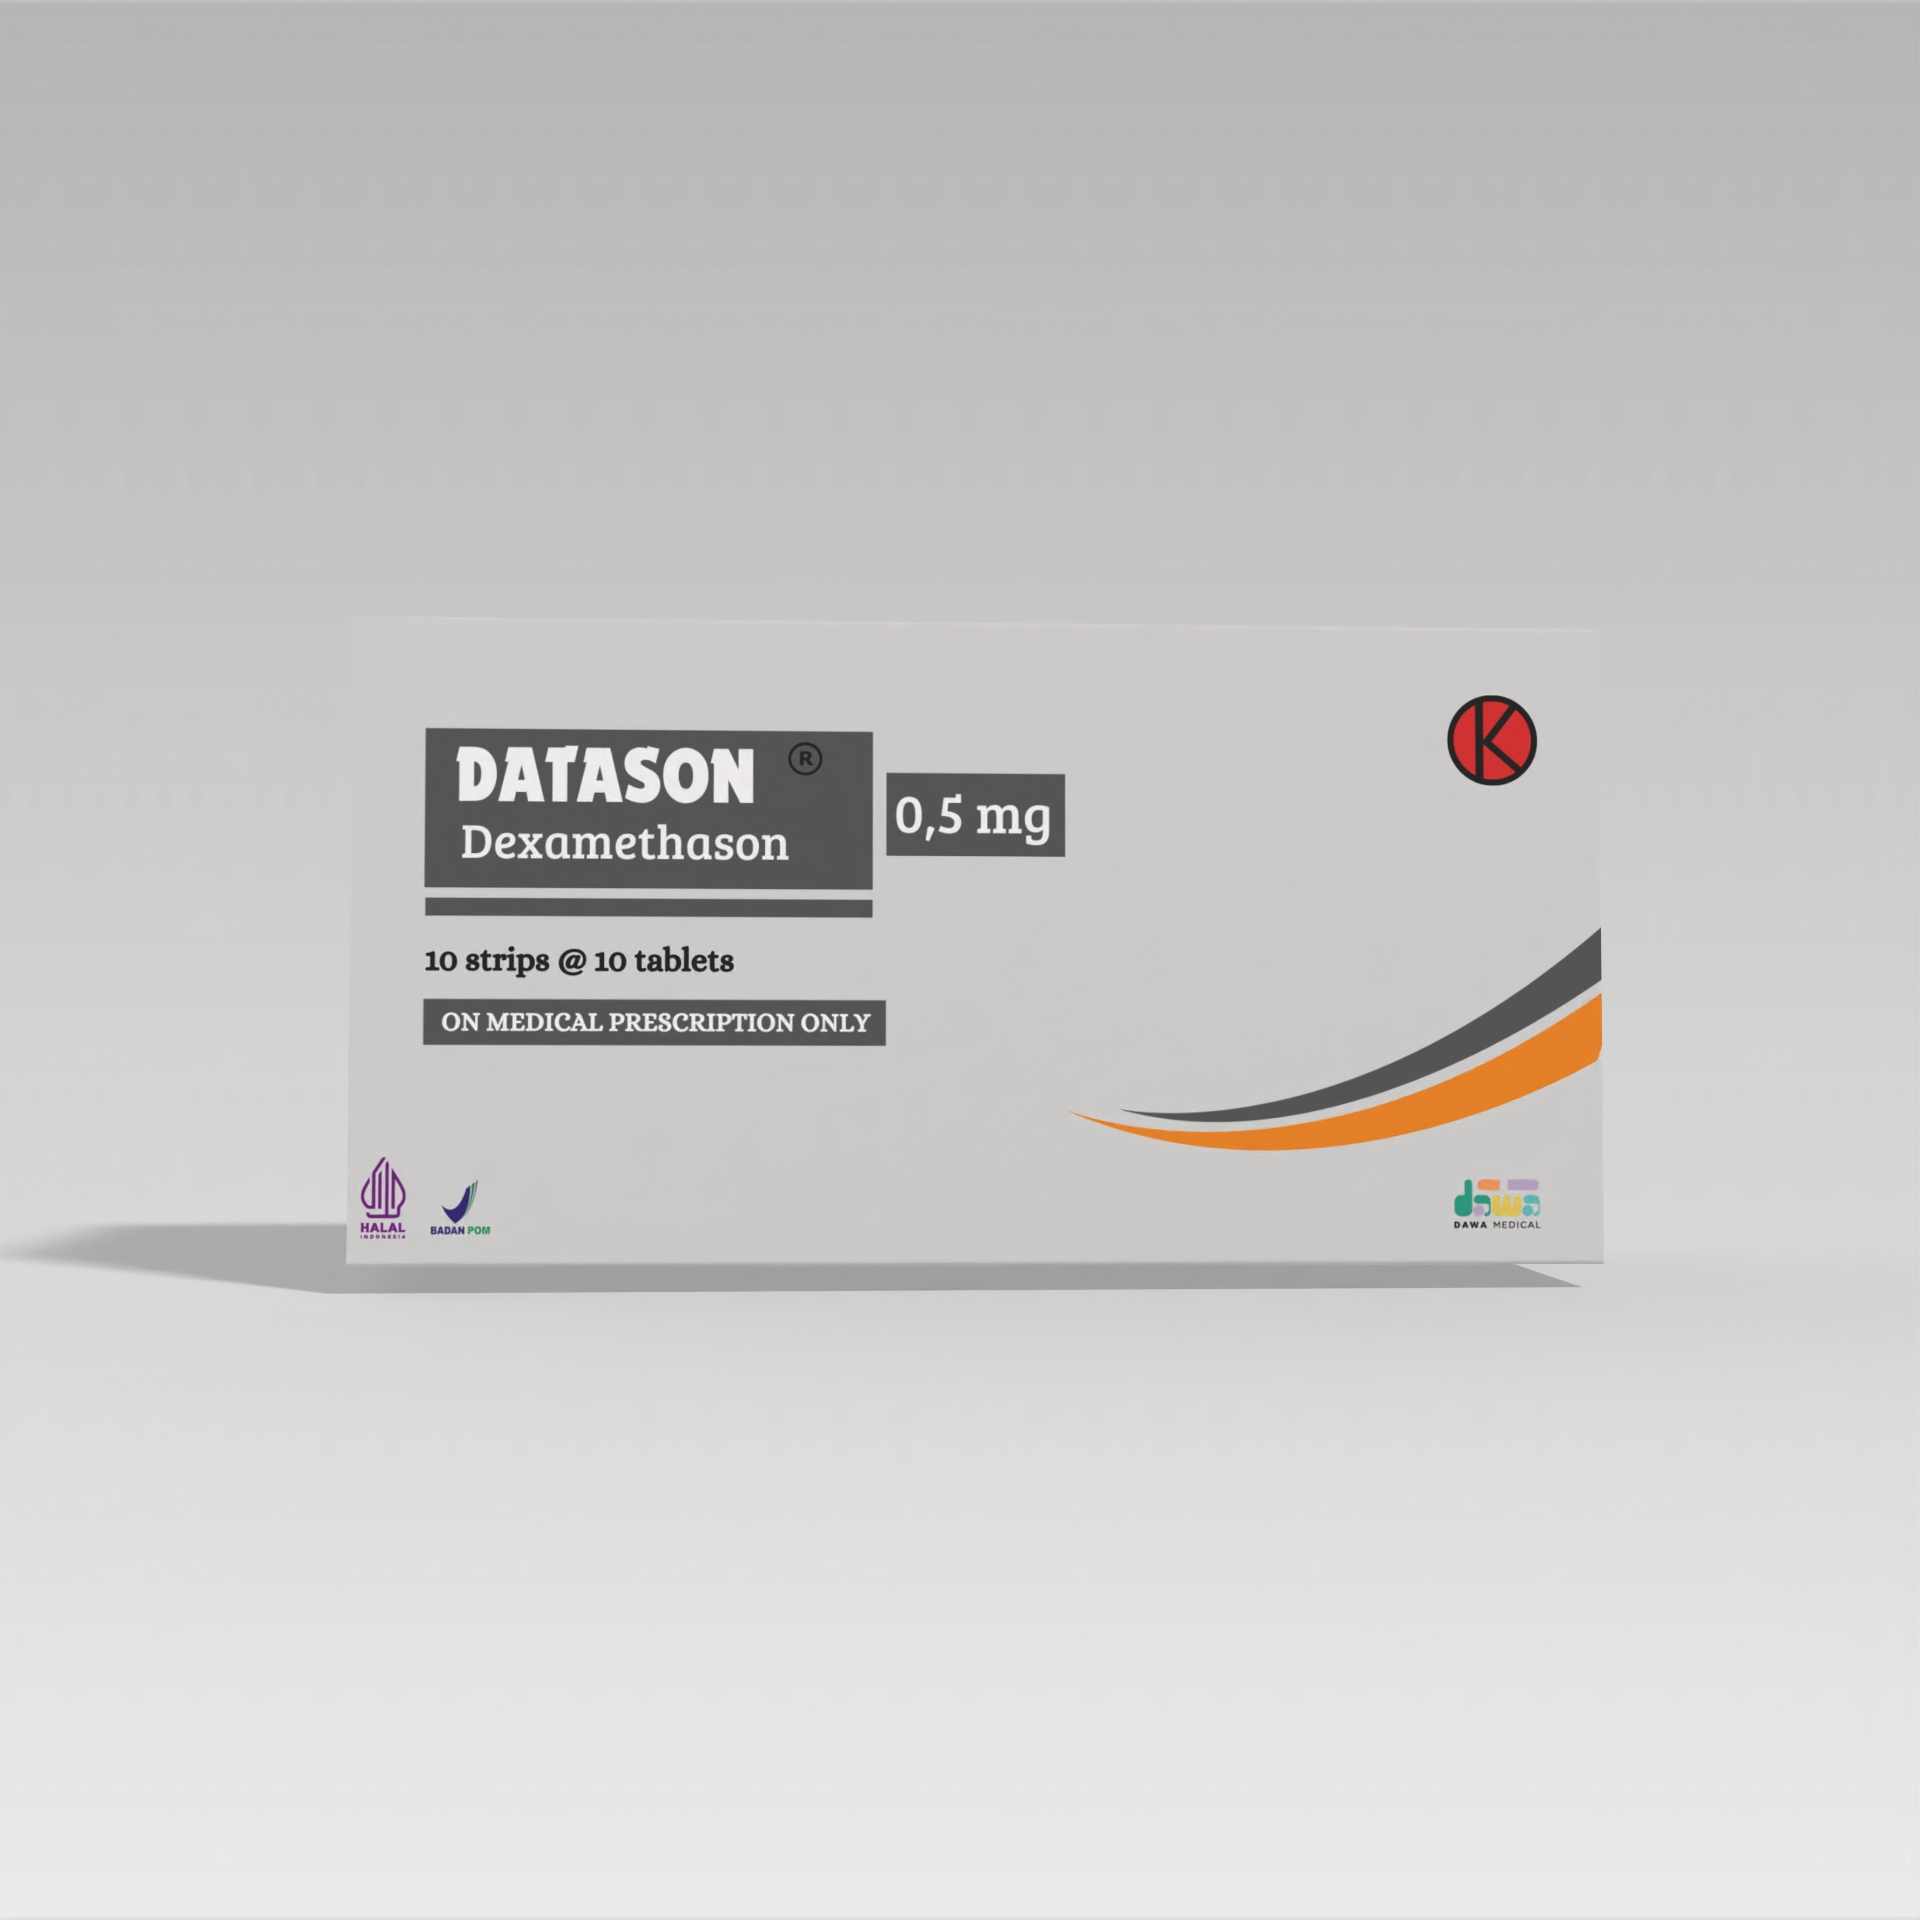 DATASON ®
Dexamethason
0,5 mg
10 strips @ 10 tablets
ON MEDICAL PRESCRIPTION ONLY
K
HALAL
INDONESIA
BADAN POM
dawa
DAWA MEDICAL